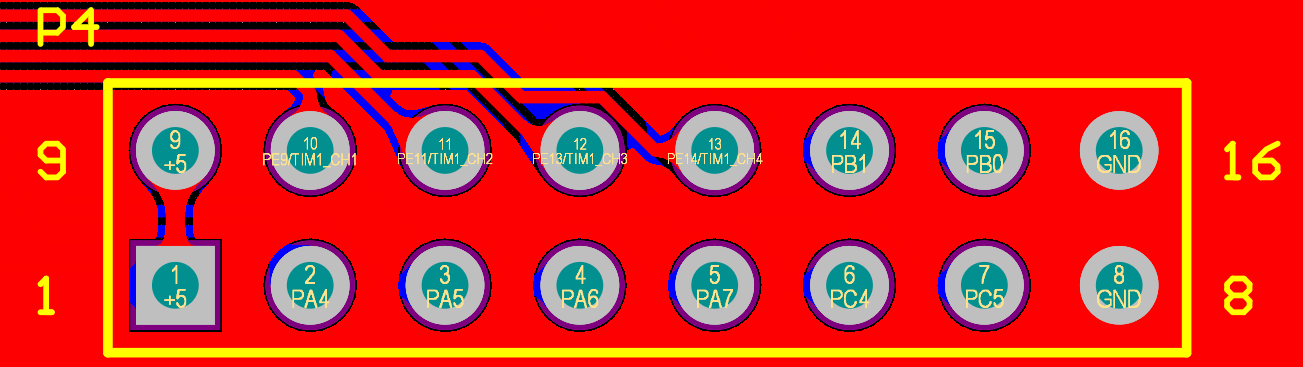 P4
9
9
+5
10
PE9/TIM1_CH1
11
PE11/TIM1_CH2
12
PE13/TIM1_CH3
13
PE14/TIM1_CH4
14
PB1
15
PB0
16
GND
16
1
1
+5
2
PA4
3
PA5
4
PA6
5
PA7
6
PC4
7
PC5
8
GND
8